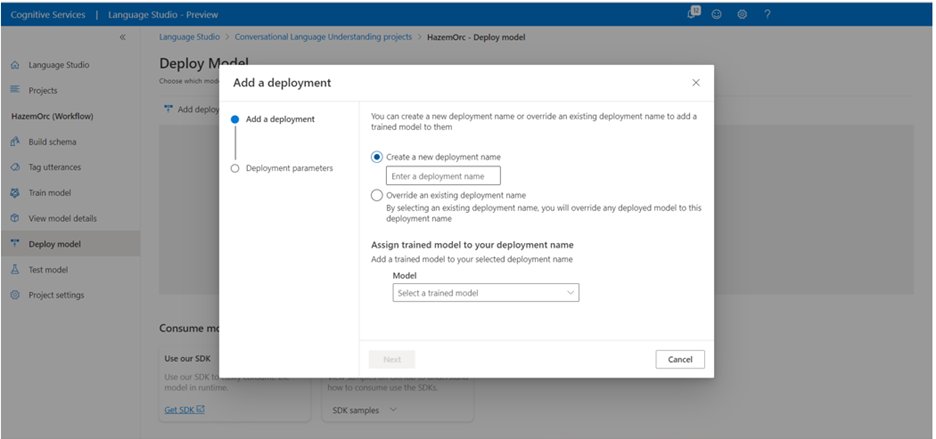 Cognitive Services | Language Studio - Preview
32
?
Language Studio > Conversational Language Understanding projects > HazemOrc - Deploy model
Language Studio
Projects
HazemOrc (Workflow)
Build schema
Tag utterances
Train model
View model details
Deploy model
Test model
Project settings
Deploy Model
Choose which mod
Add deploy
Add a deployment
Add a deployment
Deployment parameters
You can create a new deployment name or override an existing deployment name to add a
trained model to them
Create a new deployment name
Enter a deployment name
Override an existing deployment name
By selecting an existing deployment name, you will override any deployed model to this
deployment name
Assign trained model to your deployment name
Add a trained model to your selected deployment name
Model
Select a trained model
Next
Cancel
Consume mo
Use our SDK
Use our SDK to
model in runtime.
Get SDK
how to consume use the SDKs.
SDK samples